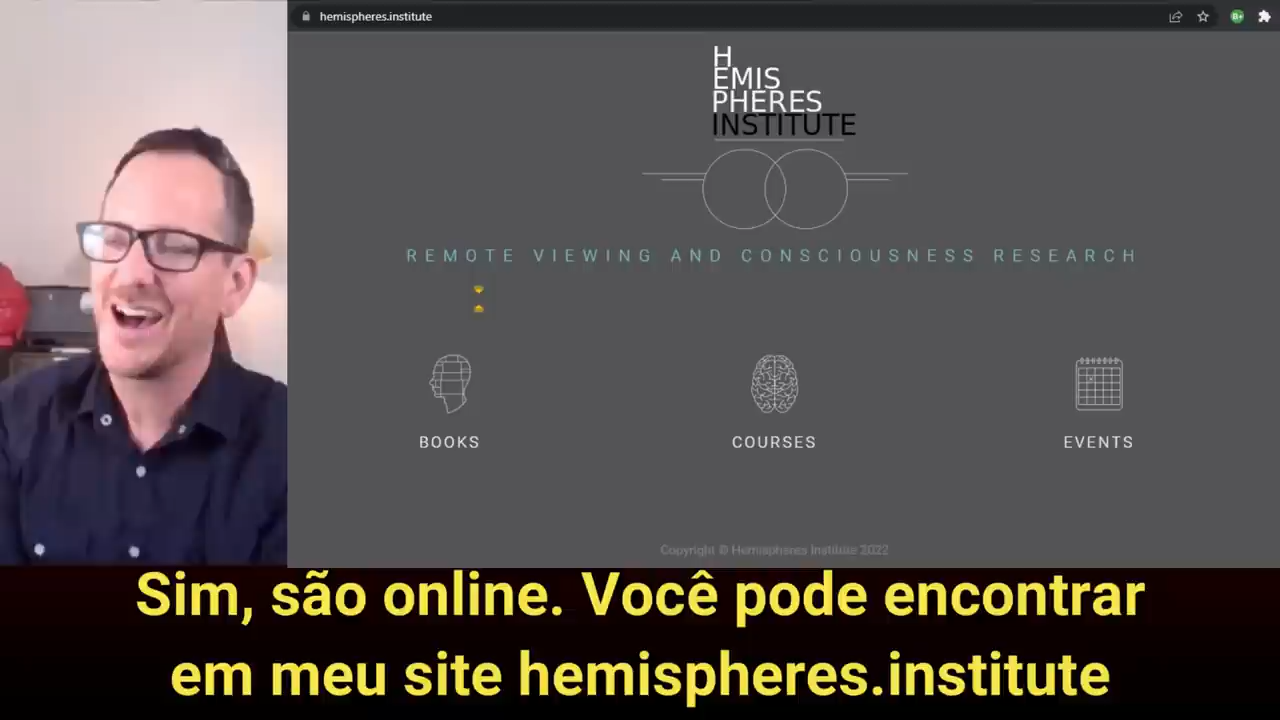 hemispheres.institute
B+
H
EMIS
PHERES
INSTITUTE
REMOTE VIEWING AND CONSCIOUSNESS RESEARCH
BOOKS
COURSES
EVENTS
Copyright © Hemispheres Institute 2022
Sim, são online. Você pode encontrar
em meu site hemispheres.institute